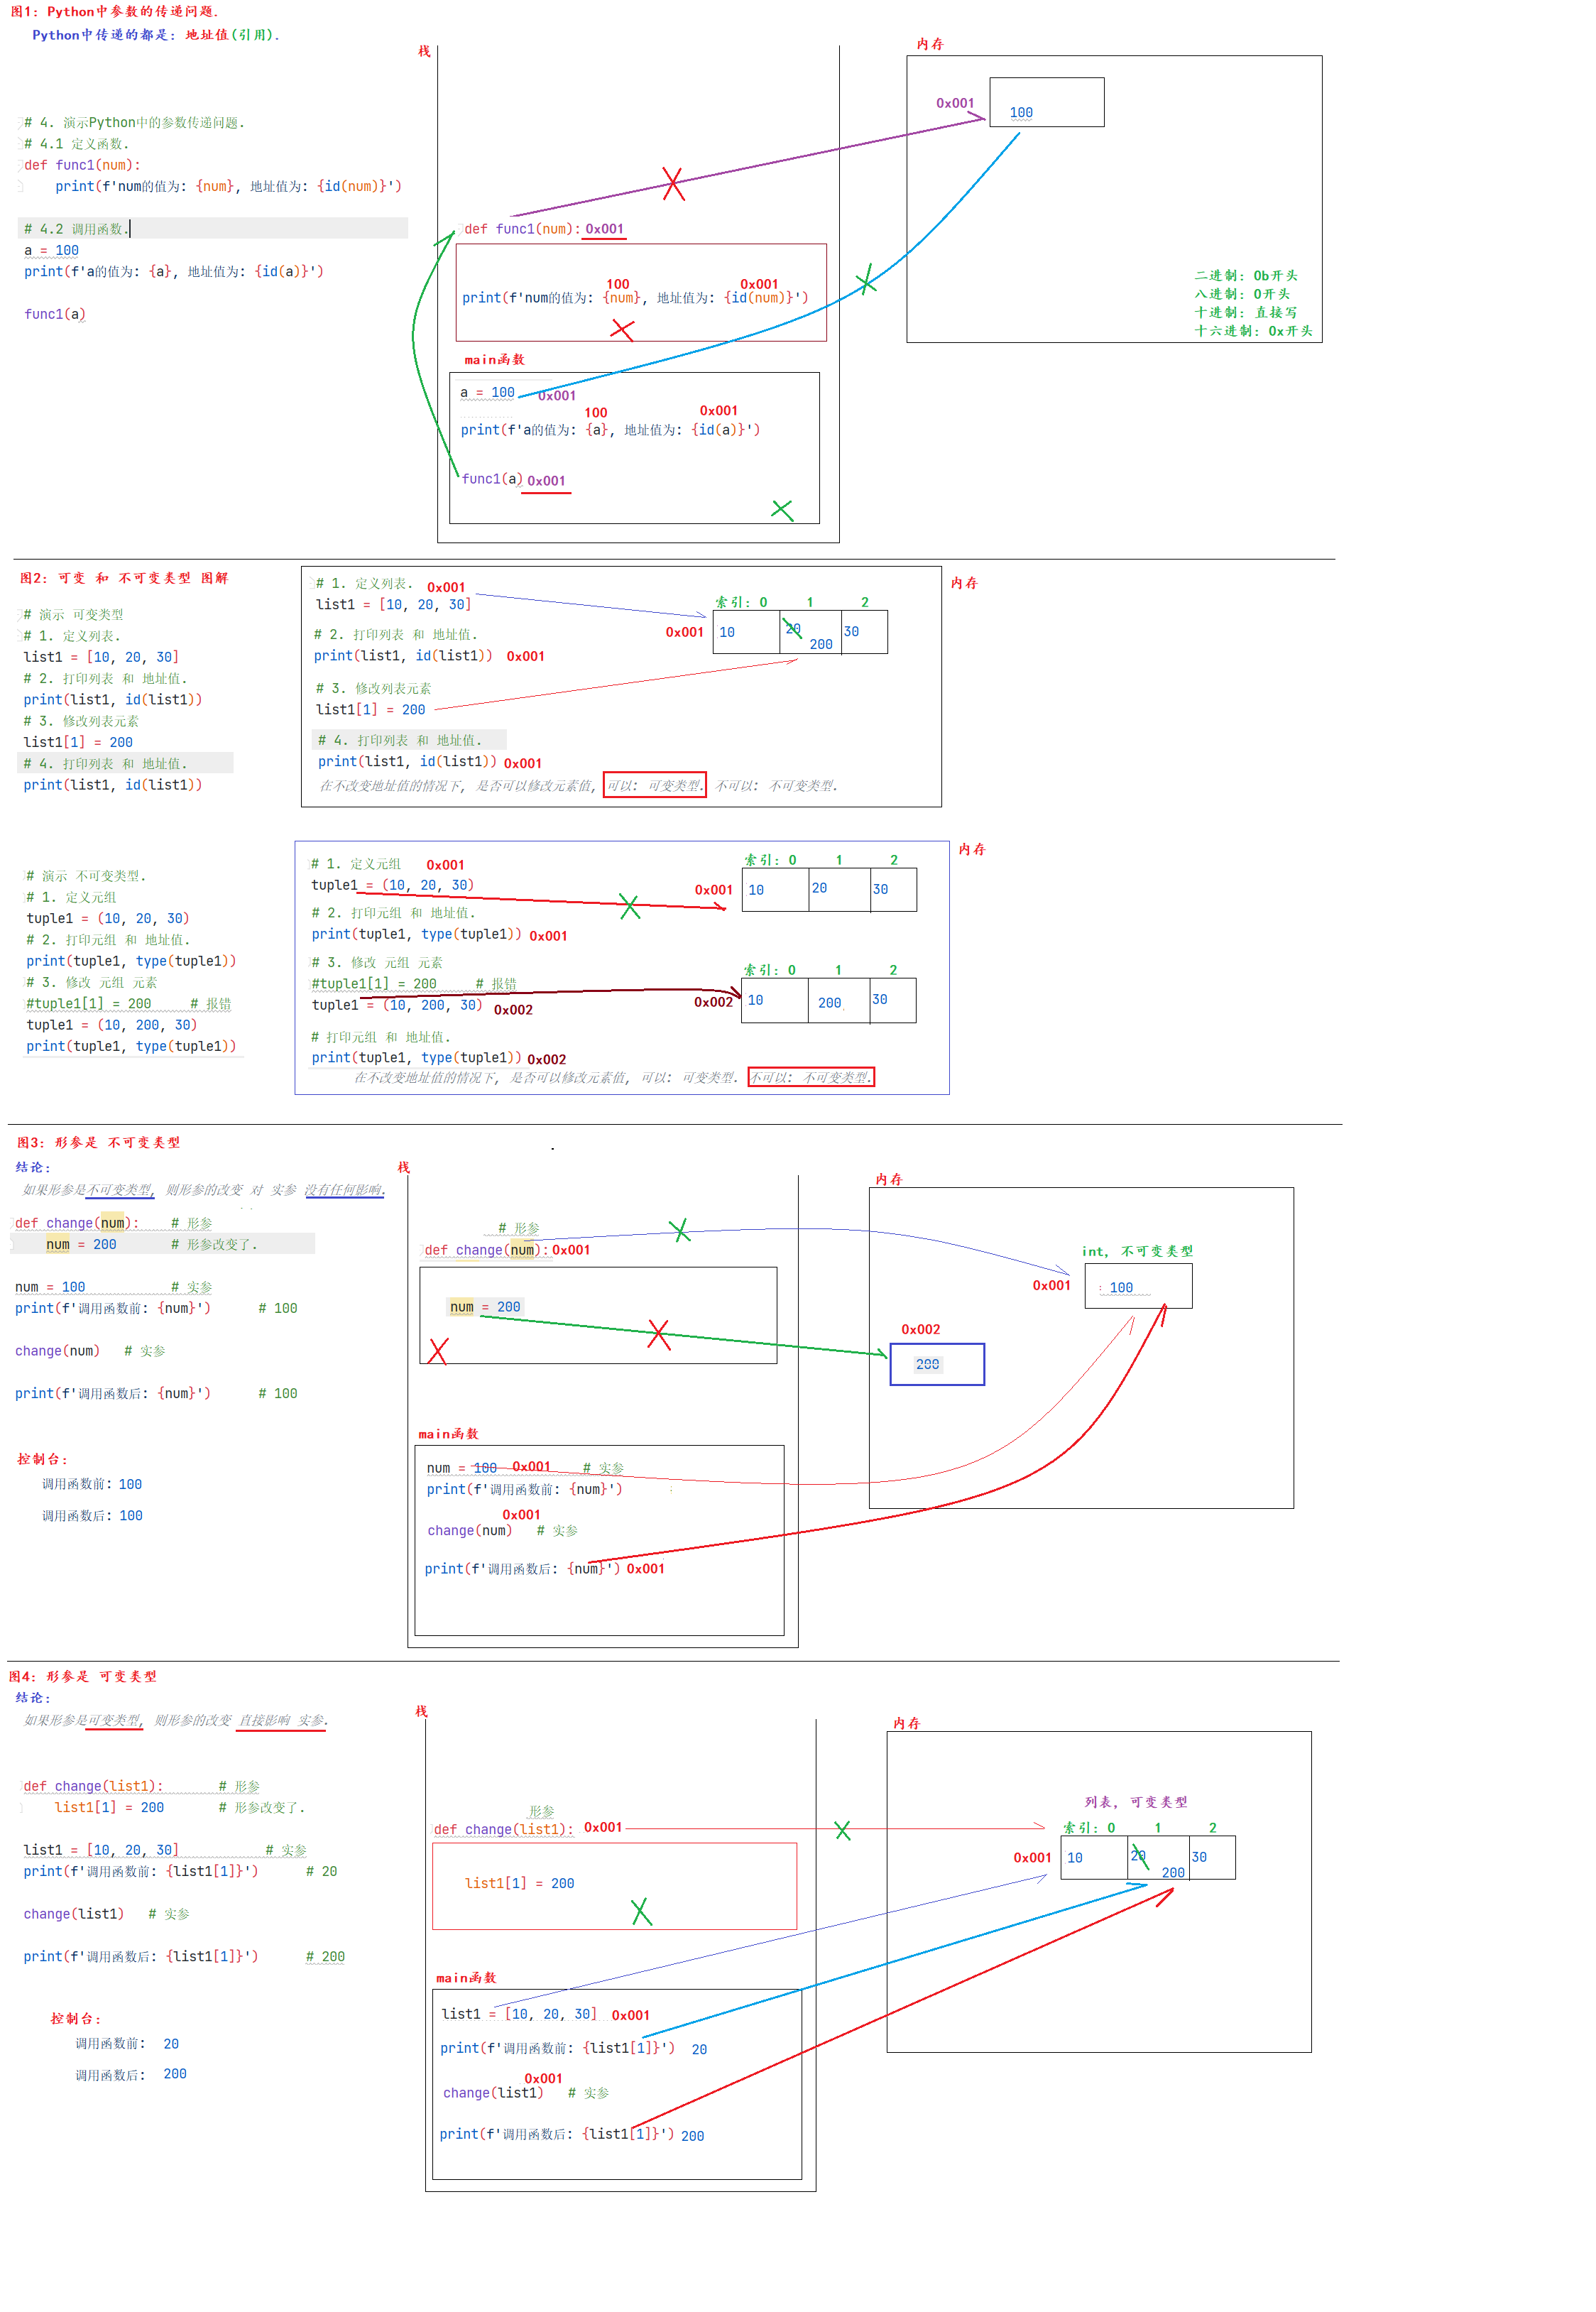 图1: Python中参数的传递问题.
Python中传递的都是: 地址值(引用).
# 4. 演示Python中的参数传递问题.
# 4.1 定义函数.
def func1(num):
    print(f'num的值为: {num}, 地址值为: {id(num)}')
# 4.2 调用函数.
a = 100
print(f'a的值为: {a}, 地址值为: {id(a)}')
func1(a)
栈
def func1(num): 0x001
100 0x001
print(f'num的值为: {num}, 地址值为: {id(num)}')
main函数
a = 100 0x001
100 0x001
print(f'a的值为: {a}, 地址值为: {id(a)}')
func1(a) 0x001
内存
0x001
100
二进制: 0b开头
八进制: 0开头
十进制: 直接写
十六进制: 0x开头
图2: 可变 和 不可变类型 图解
# 演示 可变类型
# 1. 定义列表.
list1 = [10, 20, 30]
# 2. 打印列表 和 地址值.
print(list1, id(list1))
# 3. 修改列表元素
list1[1] = 200
# 4. 打印列表 和 地址值.
print(list1, id(list1))
# 1. 定义列表. 0x001
list1 = [10, 20, 30]
# 2. 打印列表 和 地址值.
print(list1, id(list1)) 0x001
# 3. 修改列表元素
list1[1] = 200
# 4. 打印列表 和 地址值.
print(list1, id(list1)) 0x001
在不改变地址值的情况下, 是否可以修改元素值, 可以: 可变类型. 不可以: 不可变类型.
内存
索引: 0 1 2
0x001 10 20 200 30
# 演示 不可变类型.
# 1. 定义元组
tuple1 = (10, 20, 30)
# 2. 打印元组 和 地址值.
print(tuple1, type(tuple1))
# 3. 修改 元组 元素
#tuple1[1] = 200 # 报错
tuple1 = (10, 200, 30)
print(tuple1, type(tuple1))
# 1. 定义元组 0x001
tuple1 = (10, 20, 30)
# 2. 打印元组 和 地址值.
print(tuple1, type(tuple1)) 0x001
# 3. 修改 元组 元素
#tuple1[1] = 200 # 报错
tuple1 = (10, 200, 30) 0x002
# 打印元组 和 地址值.
print(tuple1, type(tuple1)) 0x002
在不改变地址值的情况下, 是否可以修改元素值, 可以: 可变类型. 不可以: 不可变类型.
内存
索引: 0 1 2
0x001 10 20 30
索引: 0 1 2
0x002 10 200 30
图3: 形参是 不可变类型
结论:
如果形参是不可变类型, 则形参的改变 对 实参 没有任何影响.
def change(num): # 形参
    num = 200 # 形参改变了.
num = 100 # 实参
print(f'调用函数前: {num}') # 100
change(num) # 实参
print(f'调用函数后: {num}') # 100
控制台:
调用函数前: 100
调用函数后: 100
栈
# 形参
def change(num): 0x001
num = 200
main函数
num = 100 0x001 # 实参
print(f'调用函数前: {num}')
0x001
change(num) # 实参
print(f'调用函数后: {num}') 0x001
内存
int, 不可变类型
0x001 100
0x002
200
图4: 形参是 可变类型
结论:
如果形参是可变类型, 则形参的改变 直接影响 实参.
def change(list1): # 形参
    list1[1] = 200 # 形参改变了.
list1 = [10, 20, 30] # 实参
print(f'调用函数前: {list1[1]}') # 20
change(list1) # 实参
print(f'调用函数后: {list1[1]}') # 200
控制台:
调用函数前: 20
调用函数后: 200
栈
形参
def change(list1): 0x001
list1[1] = 200
main函数
list1 = [10, 20, 30] 0x001
print(f'调用函数前: {list1[1]}') 20
0x001
change(list1) # 实参
print(f'调用函数后: {list1[1]}') 200
内存
列表, 可变类型
索引: 0 1 2
0x001 10 20 200 30